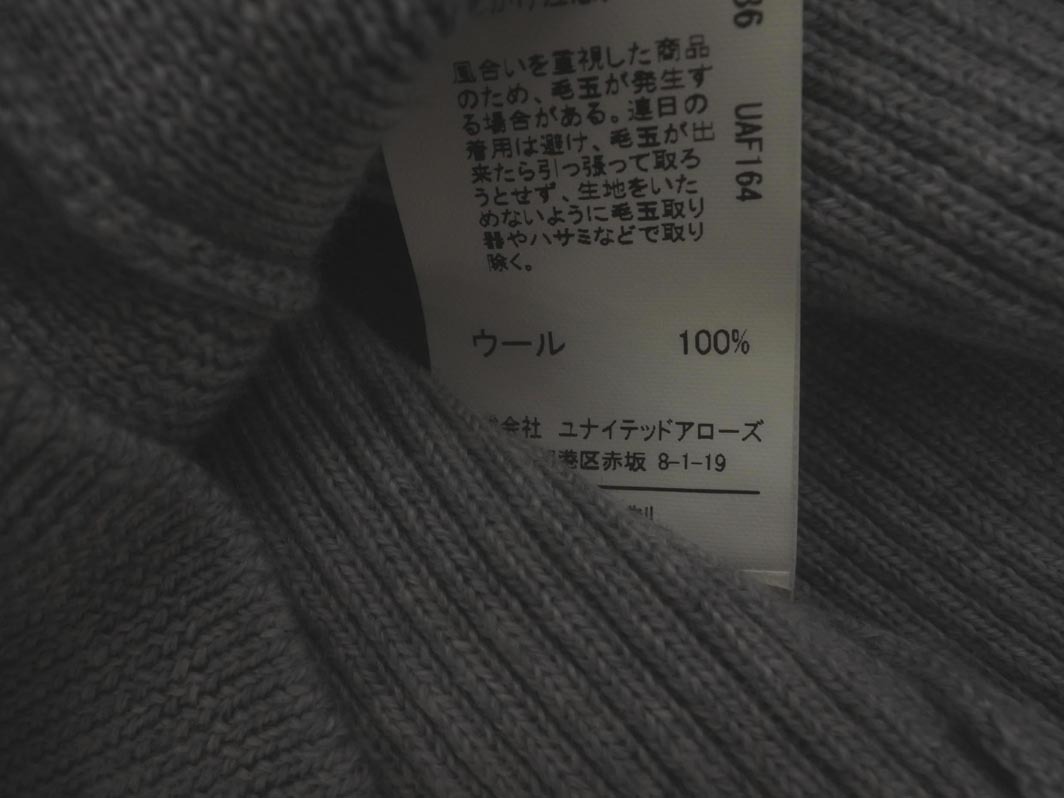 風合いを重視した商品
のため、毛玉が発生す
る場合がある。連日の
着用は避け、毛玉が出
来たら引っ張って取ろ
うとせず、生地をいた
めないように毛玉取り
器やハサミなどで取り
除く。
36 UAF164
ウール 100%
会社 ユナイテッドアローズ
港区赤坂 8-1-19